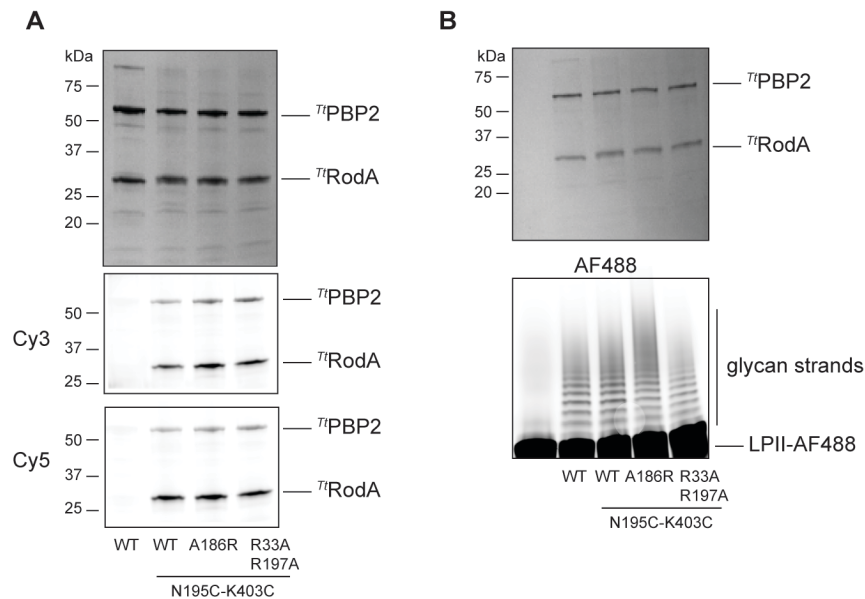 A
kDa
75
50
37
25
20
TtPBP2
TtRodA
Cy3
50
37
25
TtPBP2
TtRodA
Cy5
50
37
25
TtPBP2
TtRodA
WT WT A186R R33A
R197A
N195C-K403C
B
kDa
75
50
37
25
20
TtPBP2
TtRodA
AF488
glycan strands
LPII-AF488
WT WT A186R R33A
R197A
N195C-K403C